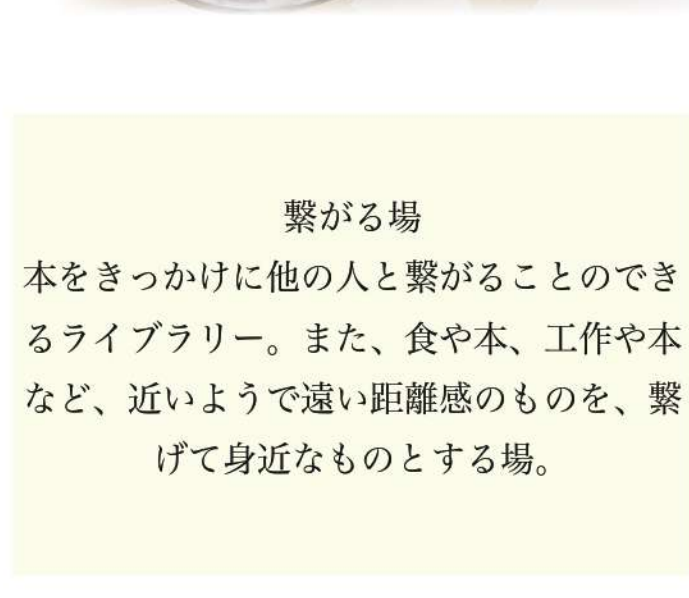 繋がる場
本をきっかけに他の人と繋がることのでき
るライブラリー。また、食や本、工作や本
など、近いようで遠い距離感のものを、繋
げて身近なものとする場。